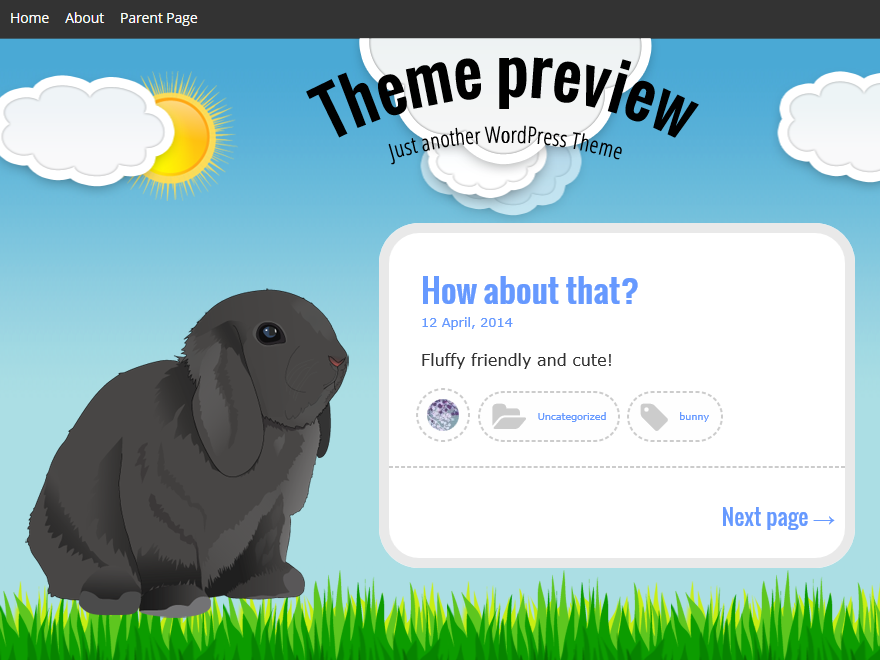 Home About Parent Page
Theme preview
Just another WordPress Theme
How about that?
12 April, 2014
Fluffy friendly and cute!
Uncategorized bunny
Next page →